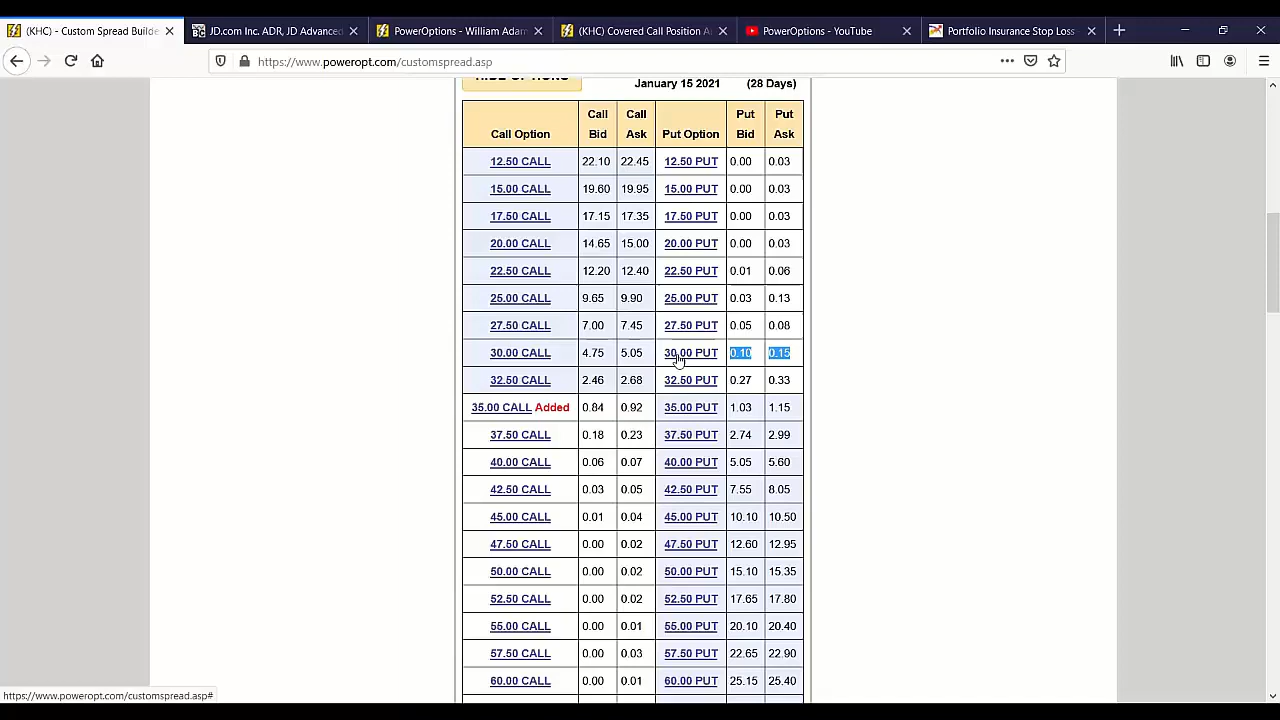 (KHC) - Custom Spread Builde
JD.com Inc. ADR, JD Advanced
PowerOptions - William Adam
(KHC) Covered Call Position A
PowerOptions - YouTube
Portfolio Insurance Stop Loss
https://www.poweropt.com/customspread.asp
HIDE OPTIONS
January 15 2021 (28 Days)
Call Option Call Bid Call Ask Put Option Put Bid Put Ask
12.50 CALL 22.10 22.45 12.50 PUT 0.00 0.03
15.00 CALL 19.60 19.95 15.00 PUT 0.00 0.03
17.50 CALL 17.15 17.35 17.50 PUT 0.00 0.03
20.00 CALL 14.65 15.00 20.00 PUT 0.00 0.03
22.50 CALL 12.20 12.40 22.50 PUT 0.01 0.06
25.00 CALL 9.65 9.90 25.00 PUT 0.03 0.13
27.50 CALL 7.00 7.45 27.50 PUT 0.05 0.08
30.00 CALL 4.75 5.05 30.00 PUT 0.10 0.15
32.50 CALL 2.46 2.68 32.50 PUT 0.27 0.33
35.00 CALL Added 0.84 0.92 35.00 PUT 1.03 1.15
37.50 CALL 0.18 0.23 37.50 PUT 2.74 2.99
40.00 CALL 0.06 0.07 40.00 PUT 5.05 5.60
42.50 CALL 0.03 0.05 42.50 PUT 7.55 8.05
45.00 CALL 0.01 0.04 45.00 PUT 10.10 10.50
47.50 CALL 0.00 0.02 47.50 PUT 12.60 12.95
50.00 CALL 0.00 0.02 50.00 PUT 15.10 15.35
52.50 CALL 0.00 0.02 52.50 PUT 17.65 17.80
55.00 CALL 0.00 0.01 55.00 PUT 20.10 20.40
57.50 CALL 0.00 0.03 57.50 PUT 22.65 22.90
60.00 CALL 0.00 0.01 60.00 PUT 25.15 25.40
https://www.poweropt.com/customspread.asp#